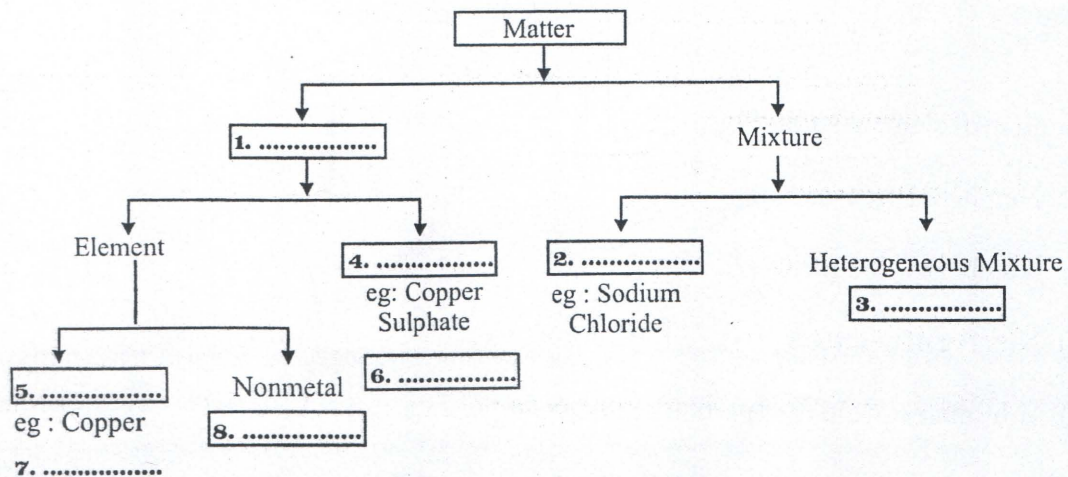 Matter
1. ................
Mixture
Element
4. ................
eg: Copper
Sulphate
2. ................
eg : Sodium
Chloride
Heterogeneous Mixture
3. ................
5. ................
eg : Copper
Nonmetal
6. ................
8. ................
7. ................